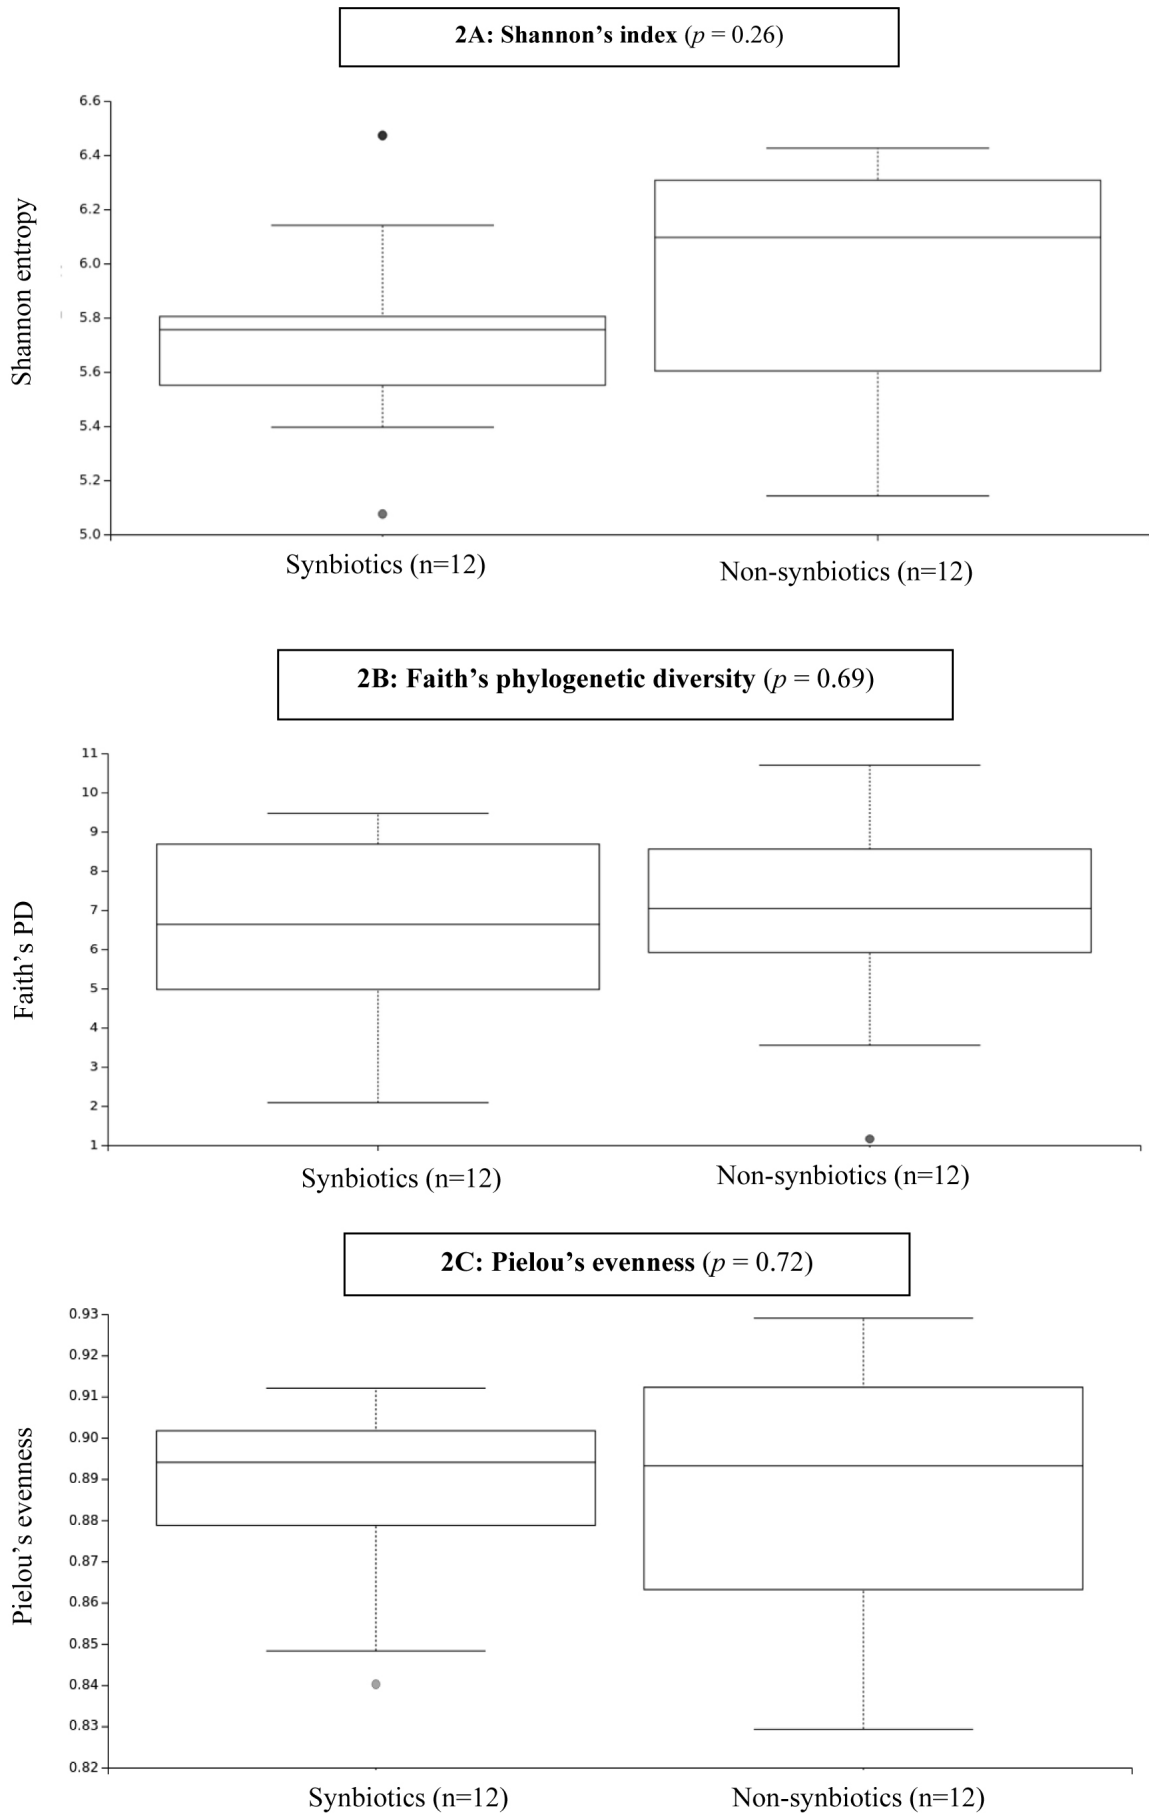 2A: Shannon’s index (p = 0.26)
Shannon entropy
6.6
6.4
6.2
6.0
5.8
5.6
5.4
5.2
5.0
Synbiotics (n=12)
Non-synbiotics (n=12)
2B: Faith’s phylogenetic diversity (p = 0.69)
Faith’s PD
11
10
9
8
7
6
5
4
3
2
1
Synbiotics (n=12)
Non-synbiotics (n=12)
2C: Pielou’s evenness (p = 0.72)
Pielou’s evenness
0.93
0.92
0.91
0.90
0.89
0.88
0.87
0.86
0.85
0.84
0.83
0.82
Synbiotics (n=12)
Non-synbiotics (n=12)